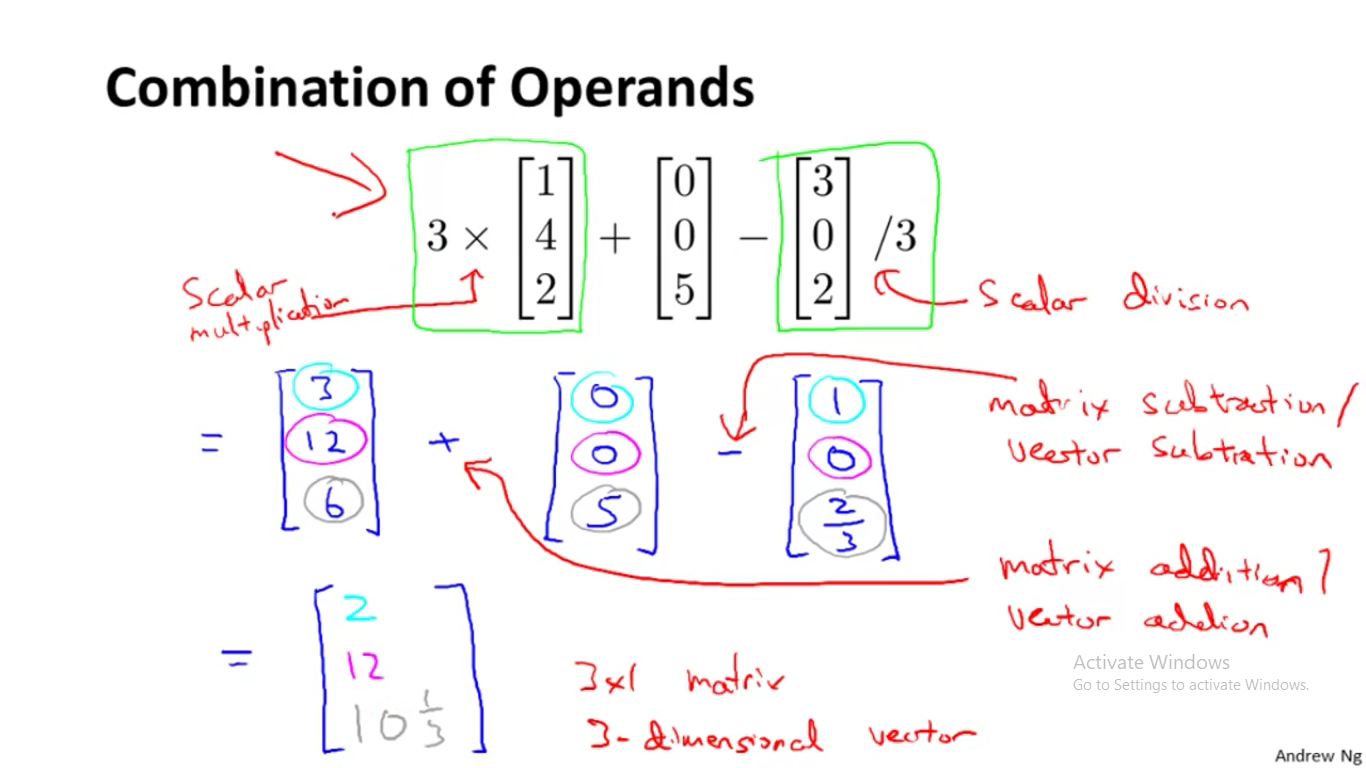 Combination of Operands
3 × [1 4 2] + [0 0 5] − [3 0 2] /3
Scalar
multiplication
Scalar division
= [3 12 6] + [0 0 5] - [1 0 2/3]
matrix subtraction /
vector subtration
matrix addition /
vector
= [2 12 10 1/3]
3x1 matrix
3-dimensional vector
Activate Windows
Go to Settings to activate Windows.
Andrew Ng